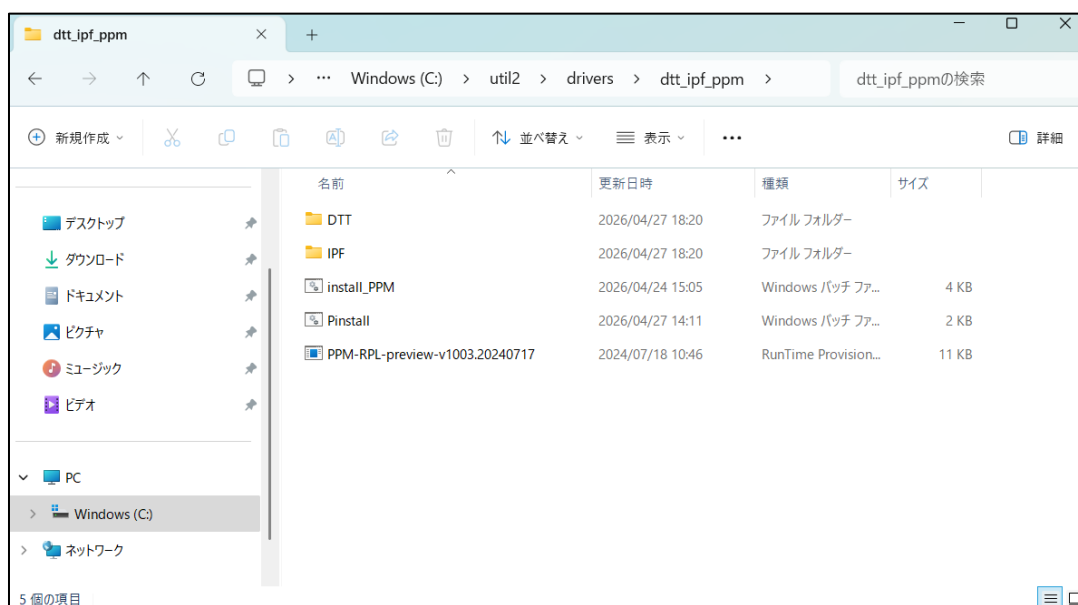 dtt_ipf_ppm
Windows (C:) > util2 > drivers > dtt_ipf_ppm >
dtt_ipf_ppmの検索
新規作成
並べ替え
表示
詳細
名前 更新日時 種類 サイズ
デスクトップ
ダウンロード
ドキュメント
ピクチャ
ミュージック
ビデオ
PC
Windows (C:)
ネットワーク
DTT 2026/04/27 18:20 ファイル フォルダー
IPF 2026/04/27 18:20 ファイル フォルダー
install_PPM 2026/04/24 15:05 Windows バッチ ファ... 4 KB
Pinstall 2026/04/27 14:11 Windows バッチ ファ... 2 KB
PPM-RPL-preview-v1003.20240717 2024/07/18 10:46 RunTime Provision... 11 KB
5 個の項目